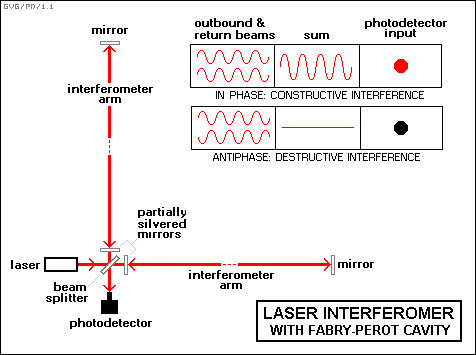 GVG/PD/1.1
mirror
outbound &
return beams
sum
photodetector
input
IN PHASE: CONSTRUCTIVE INTERFERENCE
ANTIPHASE: DESTRUCTIVE INTERFERENCE
interferometer
arm
partially
silvered
mirrors
laser
beam
splitter
photodetector
interferometer
arm
mirror
LASER INTERFEROMER
WITH FABRY-PEROT CAVITY